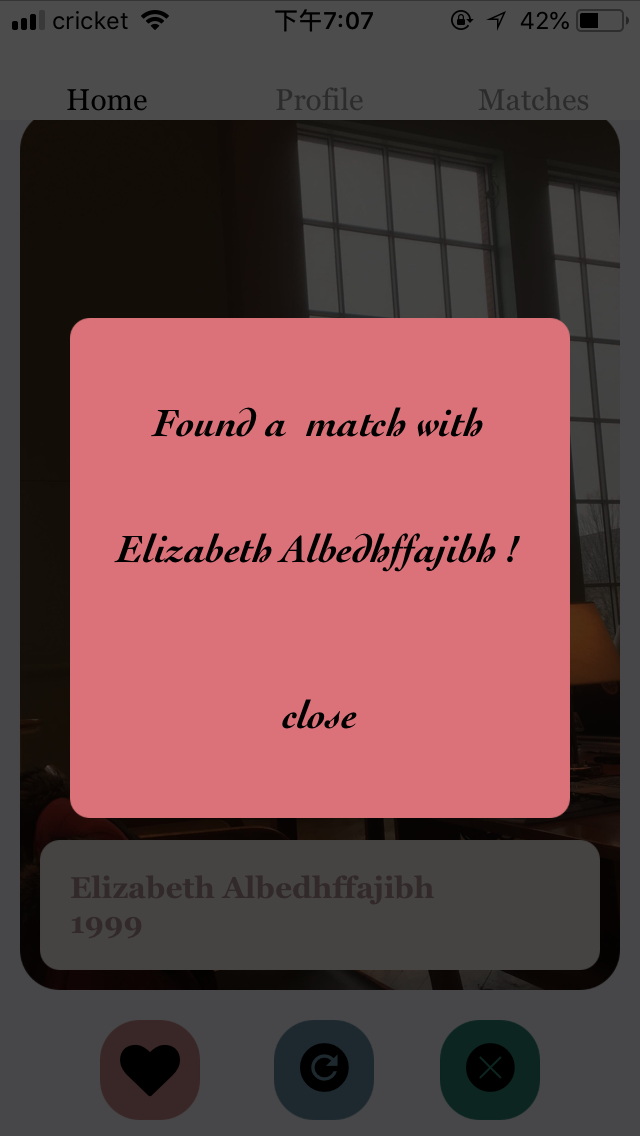 cricket 下午7:07 42%
Home Profile Matches
Found a match with
Elizabeth Albedhffajibh !
close
Elizabeth Albedhffajibh
1999